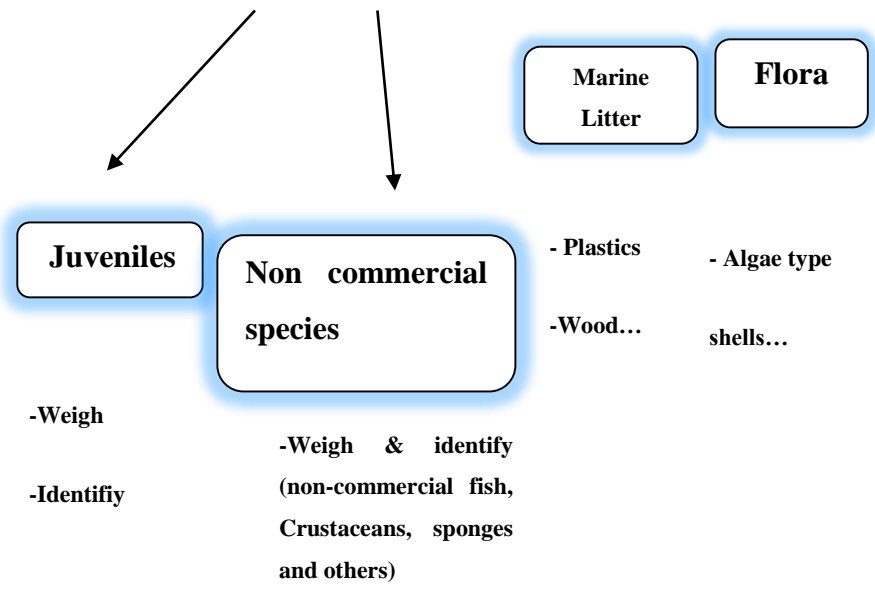 Marine
Litter
Flora
Juveniles
Non commercial
species
- Plastics
-Wood…
- Algae type
shells…
-Weigh
-Identifiy
-Weigh & identify
(non-commercial fish,
Crustaceans, sponges
and others)